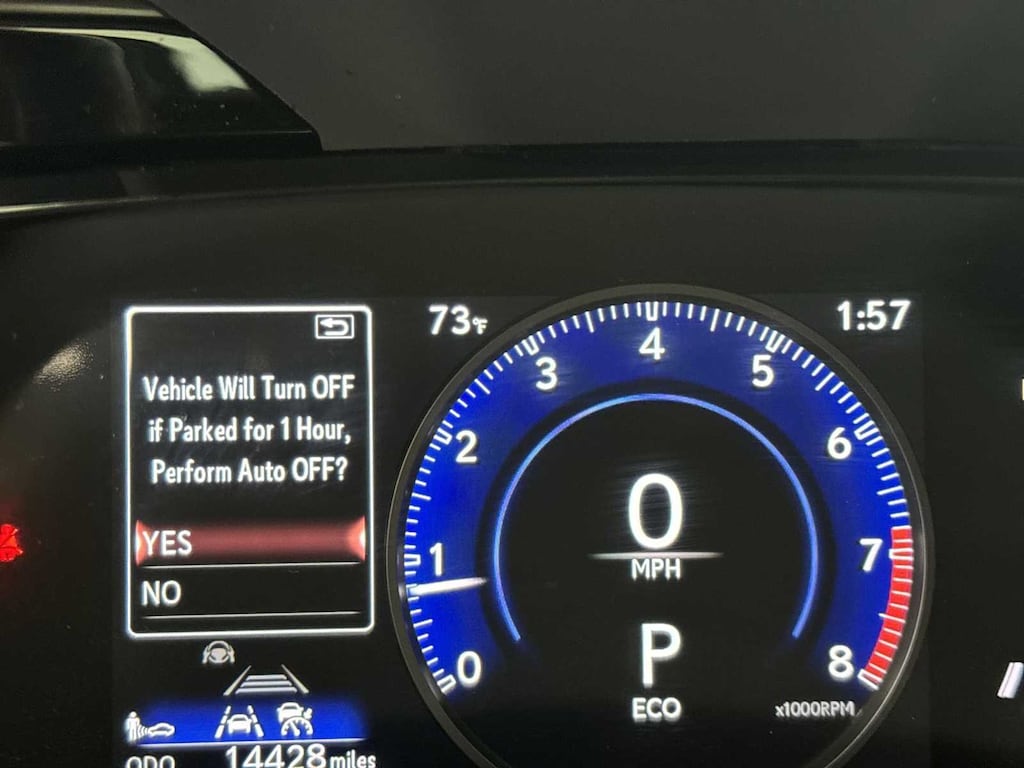 73°F
1:57
Vehicle Will Turn OFF
if Parked for 1 Hour,
Perform Auto OFF?
YES
NO
0
1
2
3
4
5
6
7
8
0
MPH
P
ECO
x1000RPM
ODO 14428 miles